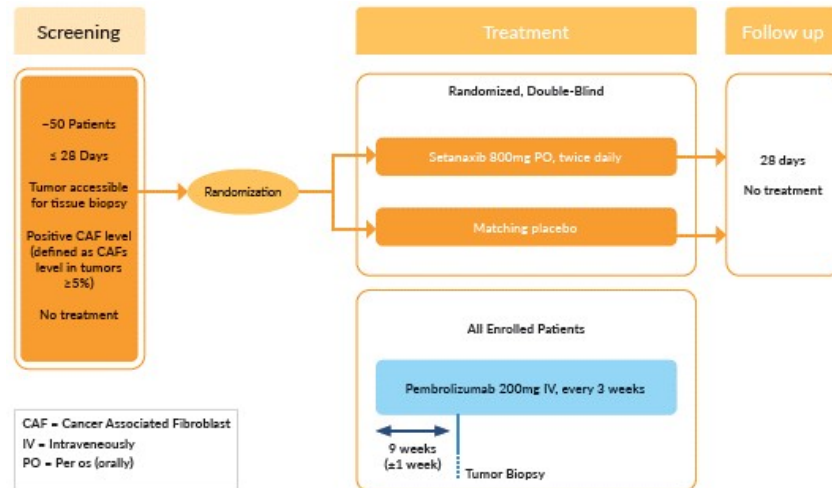 Screening
~50 Patients
≤ 28 Days
Tumor accessible
for tissue biopsy
Positive CAF level
(defined as CAFs
level in tumors
≥5%)
No treatment
Randomization
Treatment
Randomized, Double-Blind
Setanaxib 800mg PO, twice daily
Matching placebo
All Enrolled Patients
Pembrolizumab 200mg IV, every 3 weeks
9 weeks
(±1 week)
Tumor Biopsy
Follow up
28 days
No treatment
CAF = Cancer Associated Fibroblast
IV = Intraveneously
PO = Per os (orally)